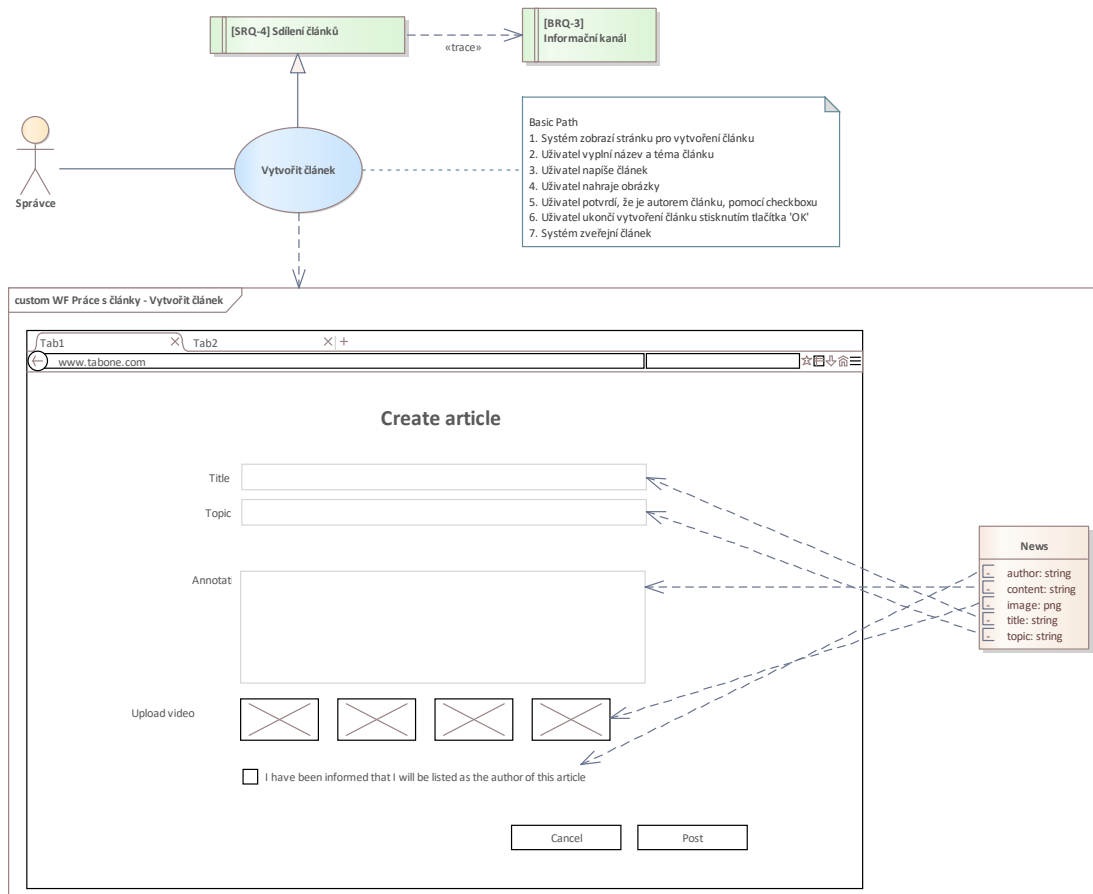 [SRQ-4] Sdílení článků
[BRQ-3]
Informační kanál
«trace»
Správce
Vytvořit článek
Basic Path
1. Systém zobrazí stránku pro vytvoření článku
2. Uživatel vyplní název a téma článku
3. Uživatel napíše článek
4. Uživatel nahraje obrázky
5. Uživatel potvrdí, že je autorem článku, pomocí checkboxu
6. Uživatel ukončí vytvoření článku stisknutím tlačítka 'OK'
7. Systém zveřejní článek
custom WF Práce s články - Vytvořit článek
Tab1
Tab2
www.tabone.com
Create article
Title
Topic
Annotat
Upload video
I have been informed that I will be listed as the author of this article
Cancel
Post
News
- author: string
- content: string
- image: png
- title: string
- topic: string